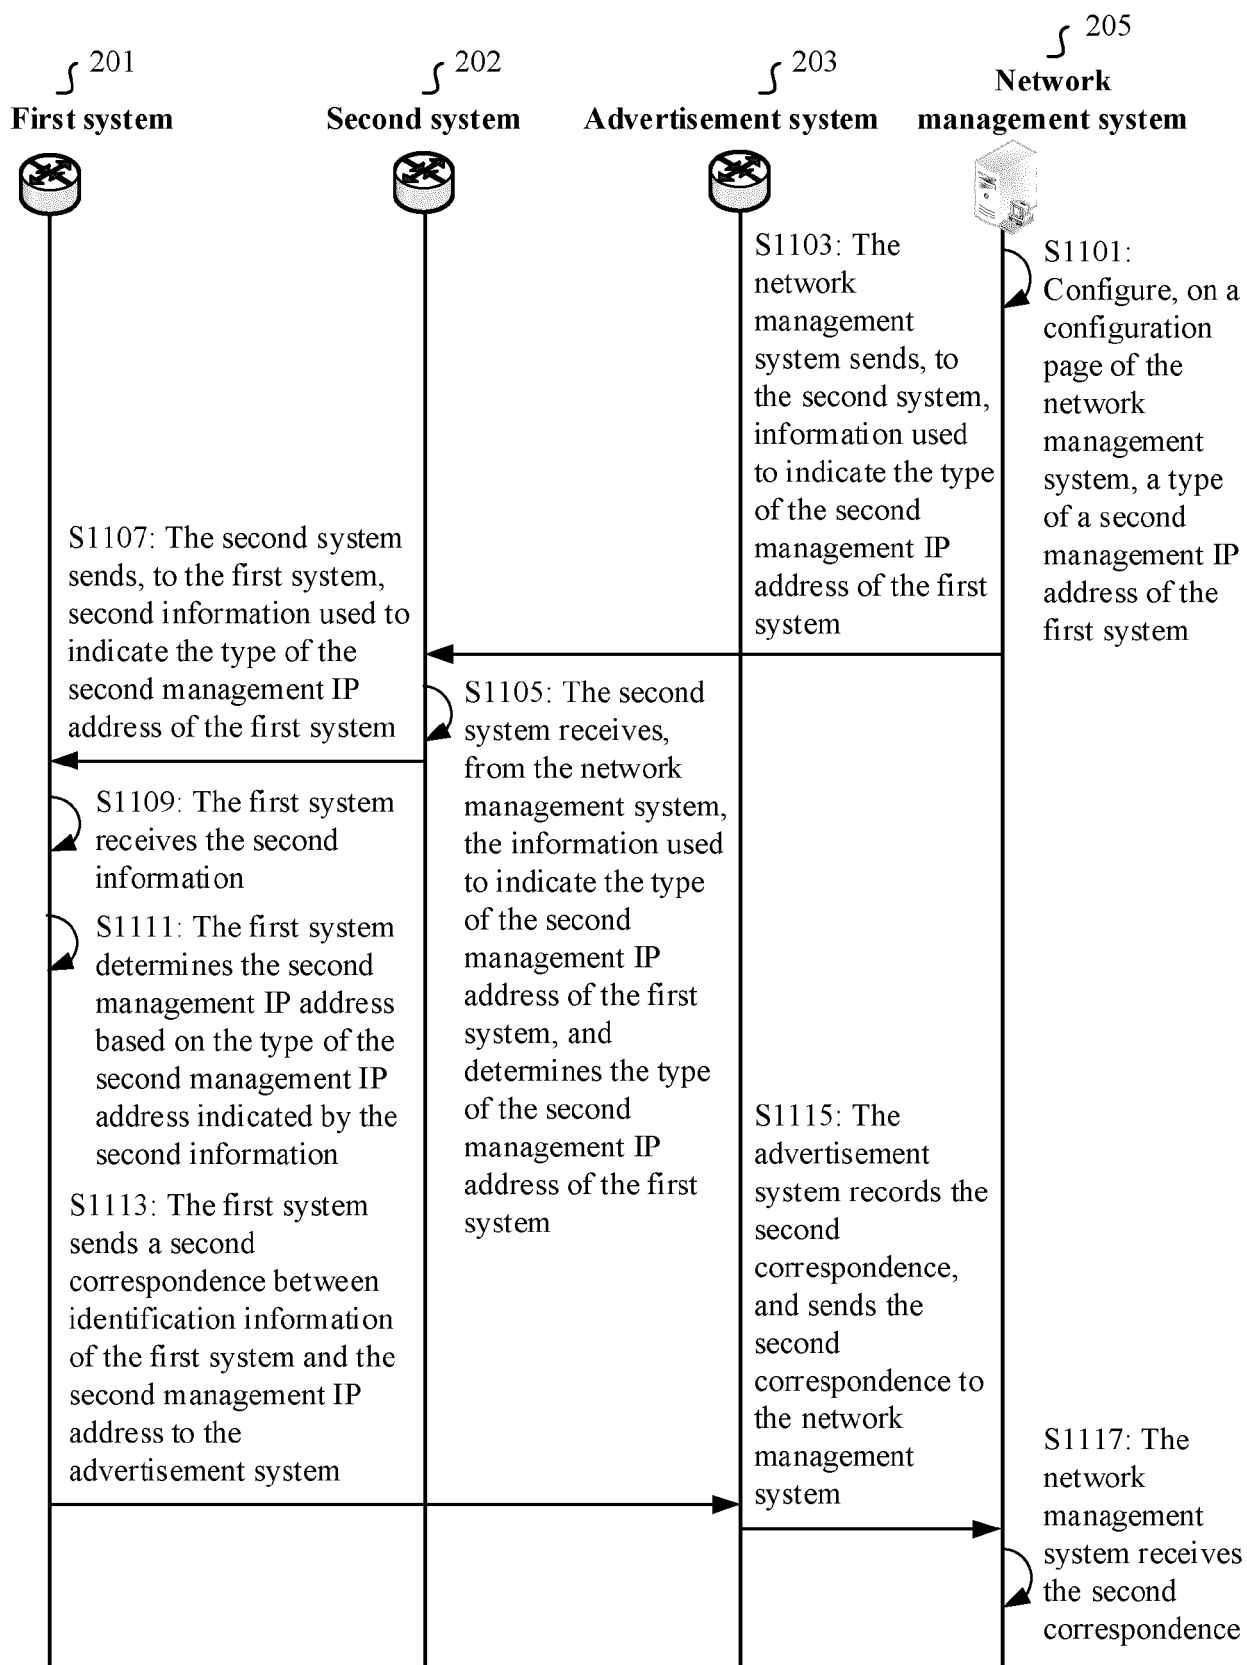 201
202
203
205
First system
Second system
Advertisement system
Network
management system
S1101:
Configure, on a
configuration
page of the
network
management
system, a type
of a second
management IP
address of the
first system
S1103: The
network
management
system sends, to
the second system,
information used
to indicate the type
of the second
management IP
address of the first
system
S1105: The second
system receives,
from the network
management system,
the information used
to indicate the type
of the second
management IP
address of the first
system, and
determines the type
of the second
management IP
address of the first
system
S1107: The second system
sends, to the first system,
second information used to
indicate the type of the
second management IP
address of the first system
S1109: The first system
receives the second
information
S1111: The first system
determines the second
management IP address
based on the type of the
second management IP
address indicated by the
second information
S1113: The first system
sends a second
correspondence between
identification information
of the first system and the
second management IP
address to the
advertisement system
S1115: The
advertisement
system records the
second
correspondence,
and sends the
second
correspondence to
the network
management
system
S1117: The
network
management
system receives
the second
correspondence